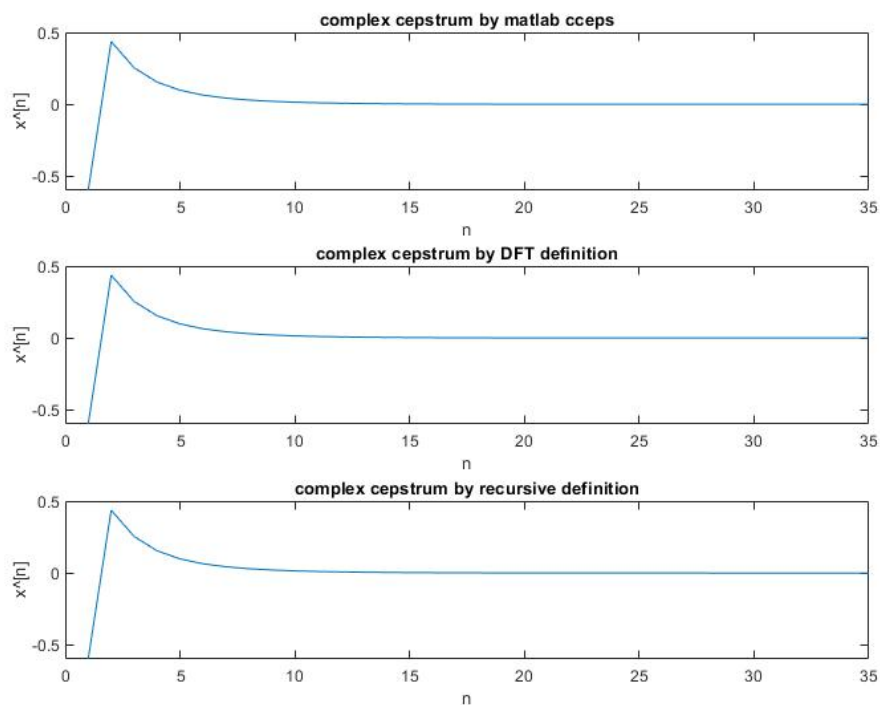 complex cepstrum by matlab cceps
0.5
0
-0.5
x^[n]
0 5 10 15 20 25 30 35
n
complex cepstrum by DFT definition
0.5
0
-0.5
x^[n]
0 5 10 15 20 25 30 35
n
complex cepstrum by recursive definition
0.5
0
-0.5
x^[n]
0 5 10 15 20 25 30 35
n